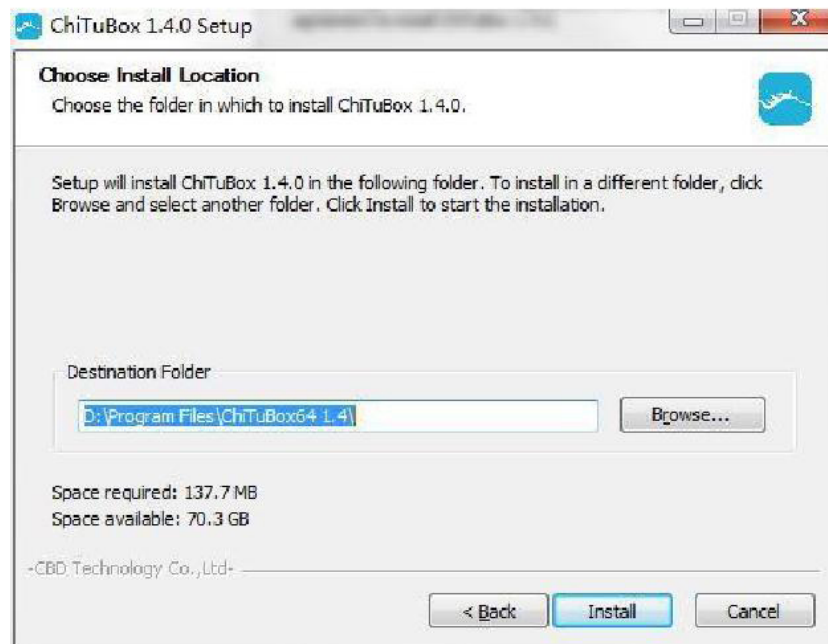 ChiTuBox 1.4.0 Setup
Choose Install Location
Choose the folder in which to install ChiTuBox 1.4.0.
Setup will install ChiTuBox 1.4.0 in the following folder. To install in a different folder, click
Browse and select another folder. Click Install to start the installation.
Destination Folder
D:\Program Files\ChiTuBox64 1.4\
Browse...
Space required: 137.7 MB
Space available: 70.3 GB
-CBD Technology Co.,Ltd-
< Back
Install
Cancel